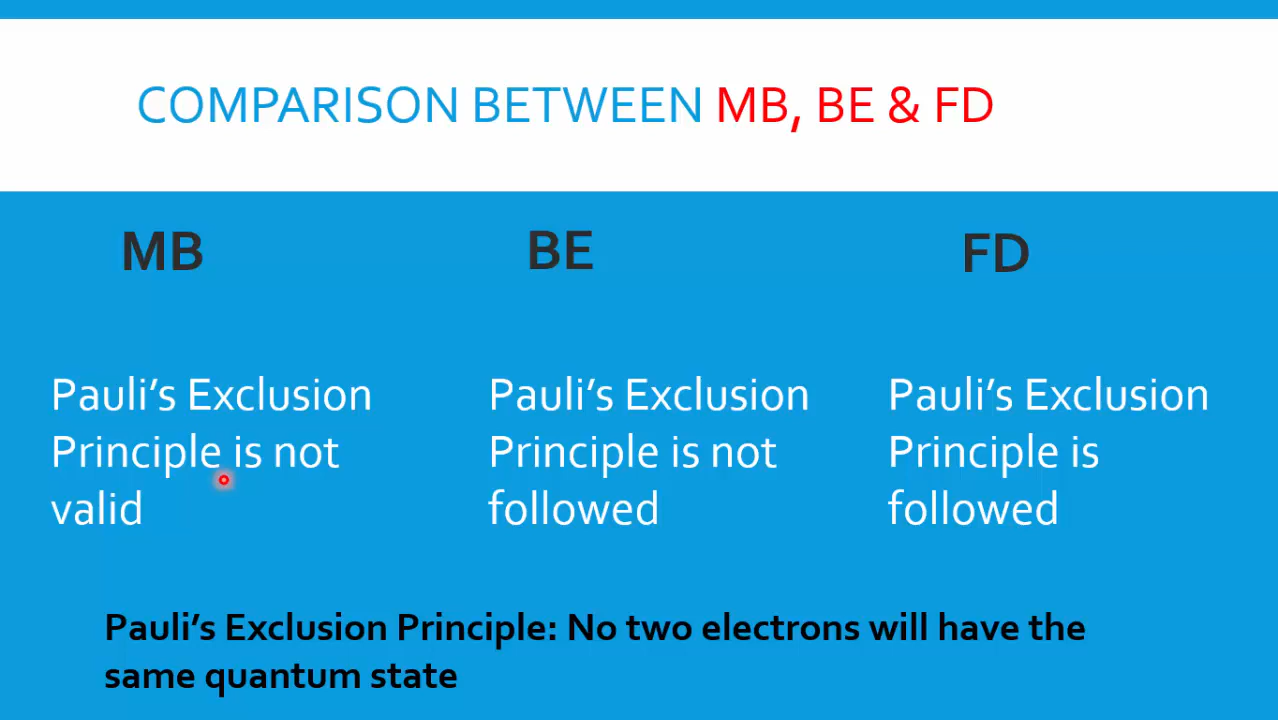 COMPARISON BETWEEN MB, BE & FD
MB
BE
FD
Pauli’s Exclusion
Principle is not
valid
Pauli’s Exclusion
Principle is not
followed
Pauli’s Exclusion
Principle is
followed
Pauli’s Exclusion Principle: No two electrons will have the
same quantum state